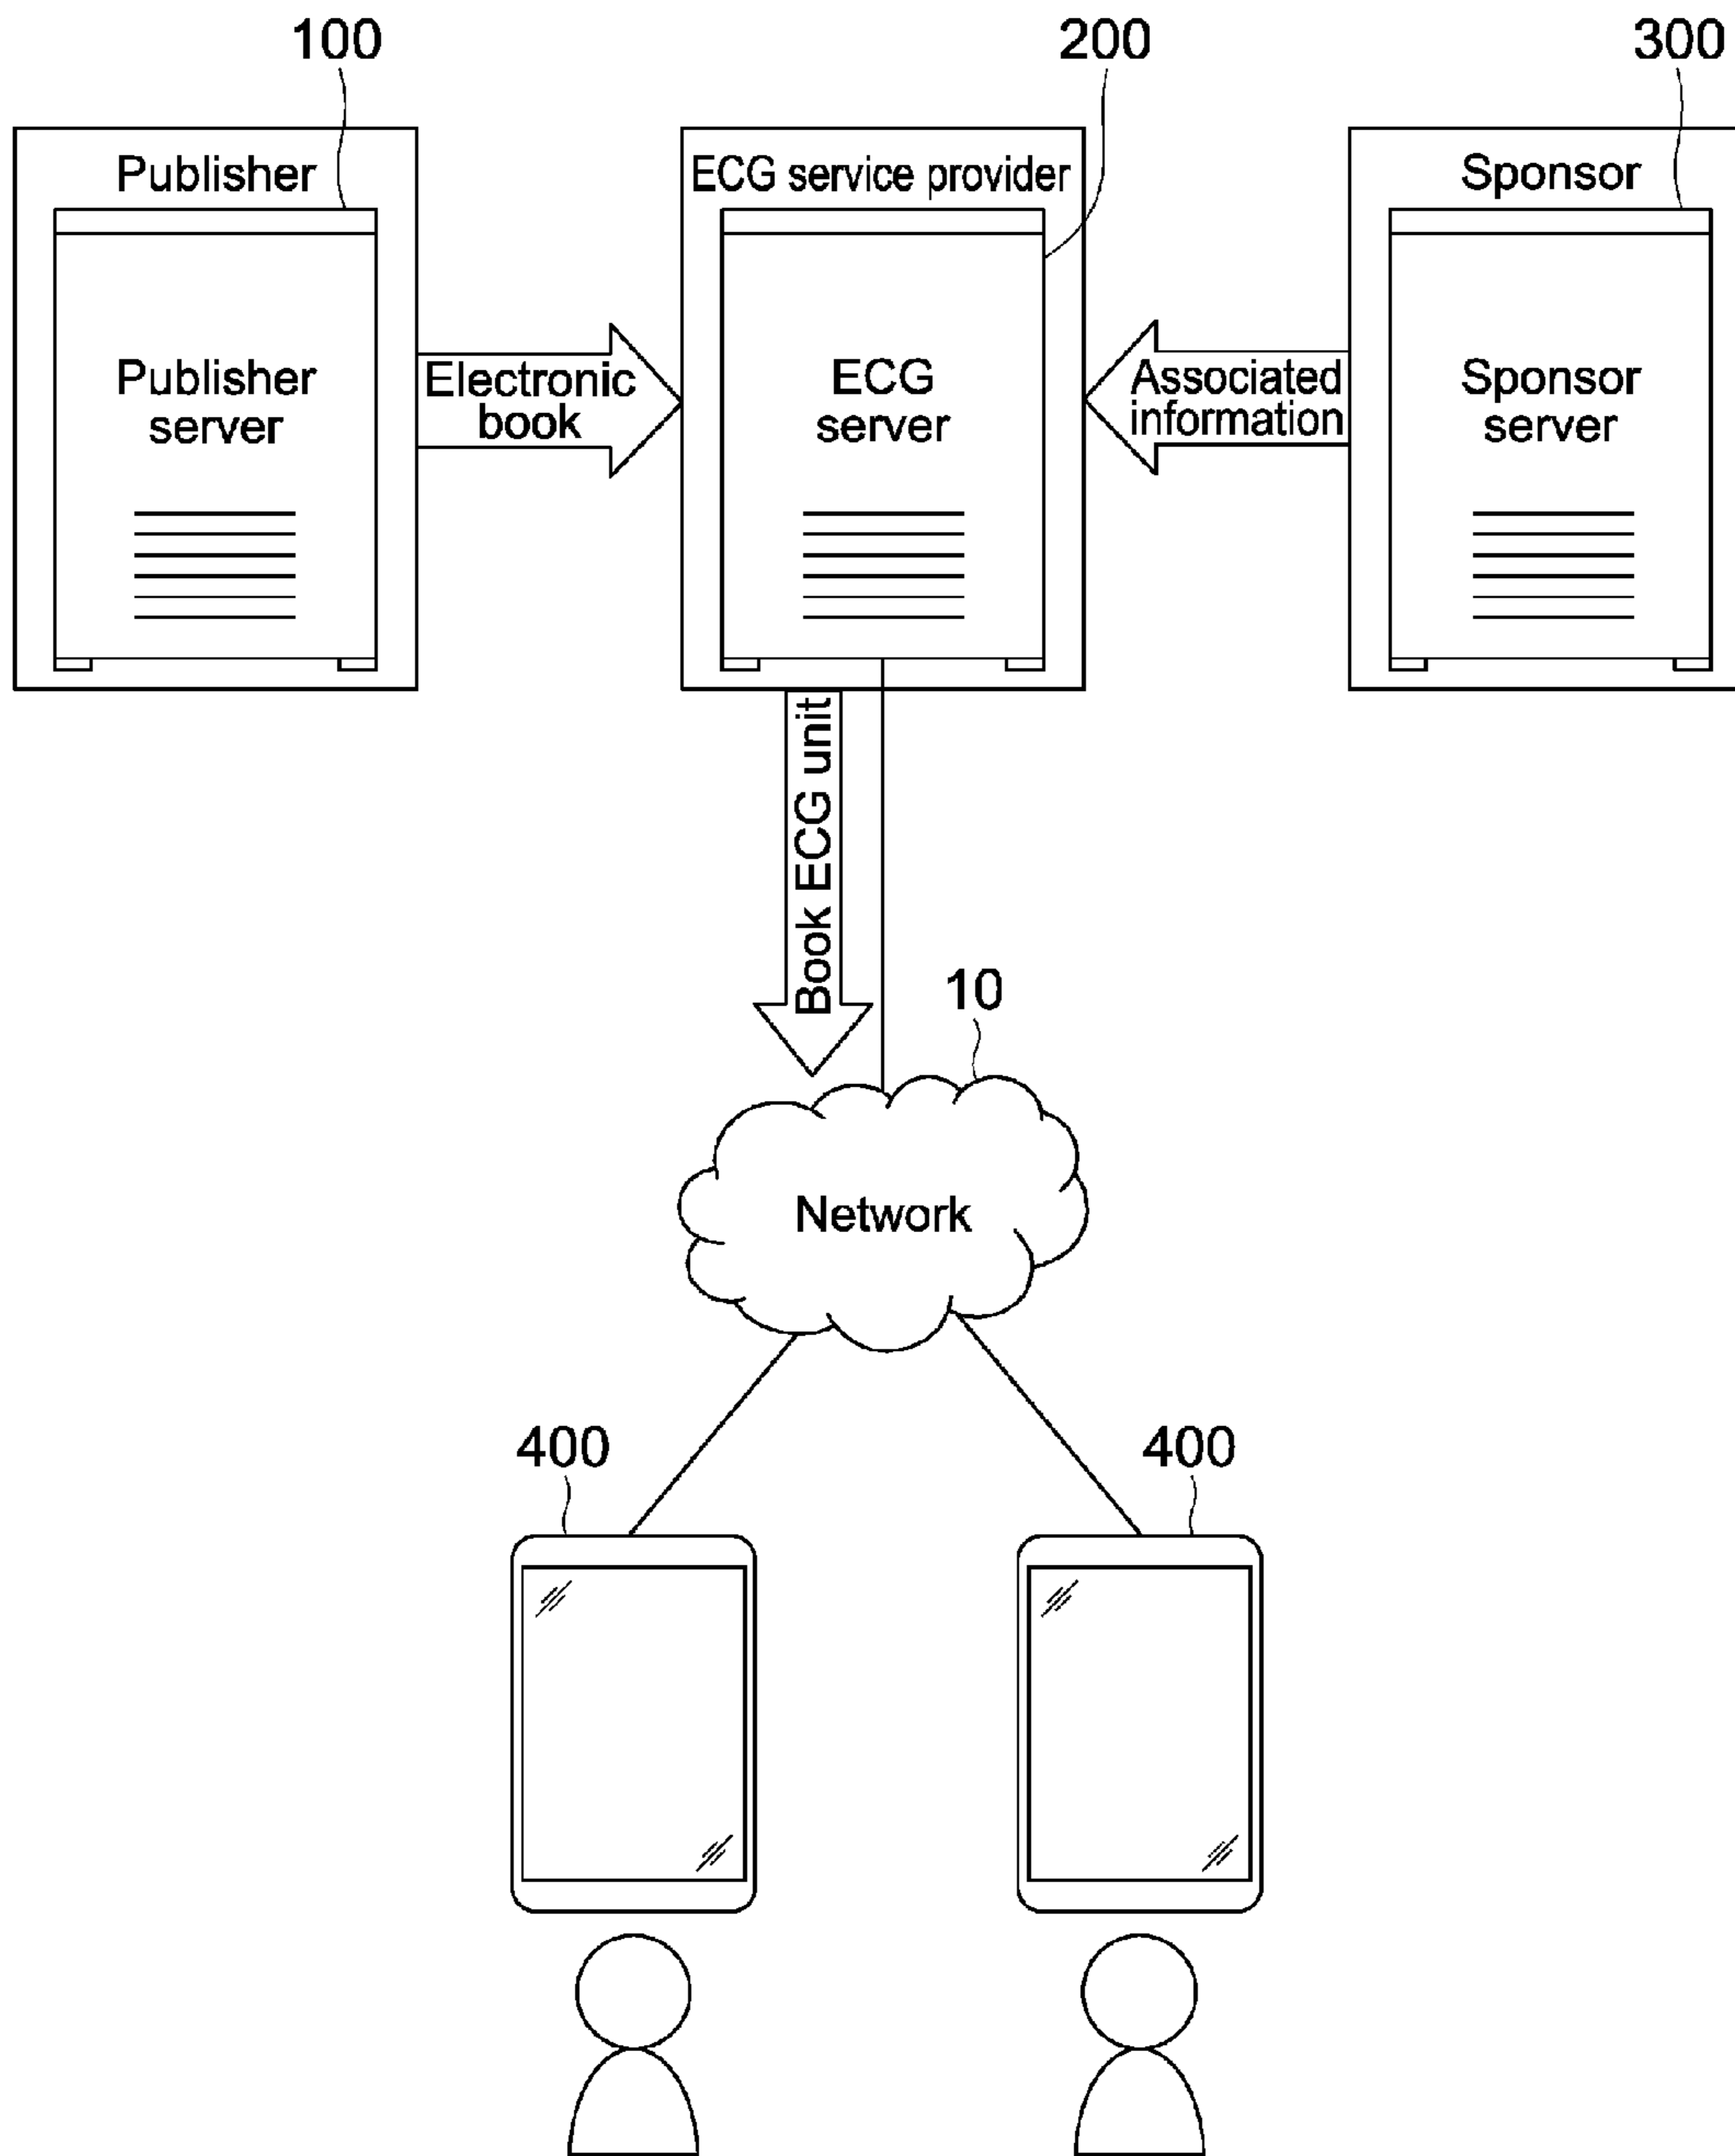 100
200
300
Publisher
ECG service provider
Sponsor
Publisher
server
Electronic
book
ECG
server
Associated
information
Sponsor
server
Book ECG unit
10
Network
400
400